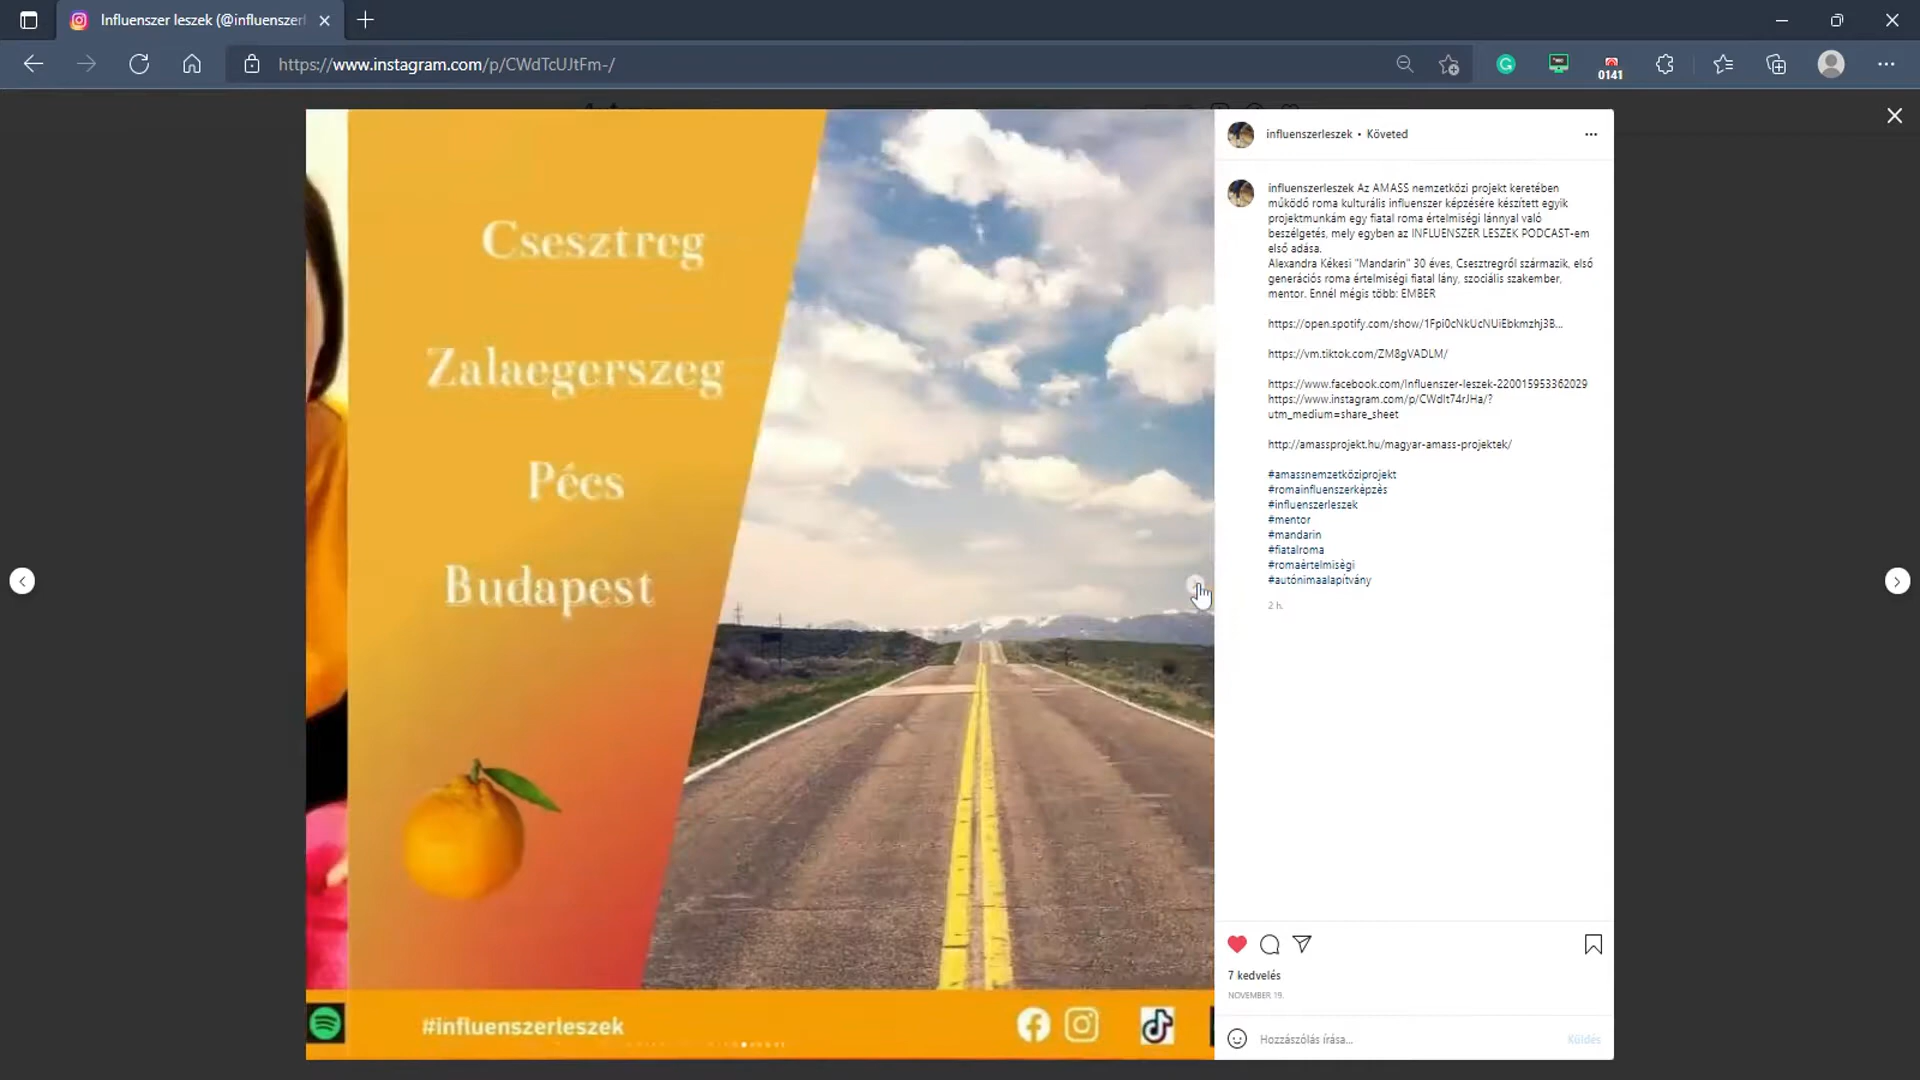 Influenszer leszek (@influenszerl
https://www.instagram.com/p/CWdTcUJtFm-/
0141
Csesztreg
Zalaegerszeg
Pécs
Budapest
#influenszerleszek
influenszerleszek • Követed
influenszerleszek Az AMASS nemzetközi projekt keretében
működő roma kulturális influenszer képzésére készített egyik
projektmunkám egy fiatal roma értelmiségi lánnyal való
beszélgetés, mely egyben az INFLUENSZER LESZEK PODCAST-em
első adása.
Alexandra Kékesi "Mandarin" 30 éves, Csesztregről származik, első
generációs roma értelmiségi fiatal lány, szociális szakember,
mentor. Ennél mégis több: EMBER
https://open.spotify.com/show/1Fpi0cNkUcNUiEbkmzhj3B...
https://vm.tiktok.com/ZM8gVADLM/
https://www.facebook.com/Influenszer-leszek-220015953362029
https://www.instagram.com/p/CWdIt74rJHa/?
utm_medium=share_sheet
http://amassprojekt.hu/magyar-amass-projektek/
#amassnemzetköziprojekt
#romainfluenszerképzès
#influenszerleszek
#mentor
#mandarin
#fiatalroma
#romaértelmisègi
#autónimaalapítvány
2 h.
7 kedvelés
NOVEMBER 19.
Hozzászólás írása...
Küldés